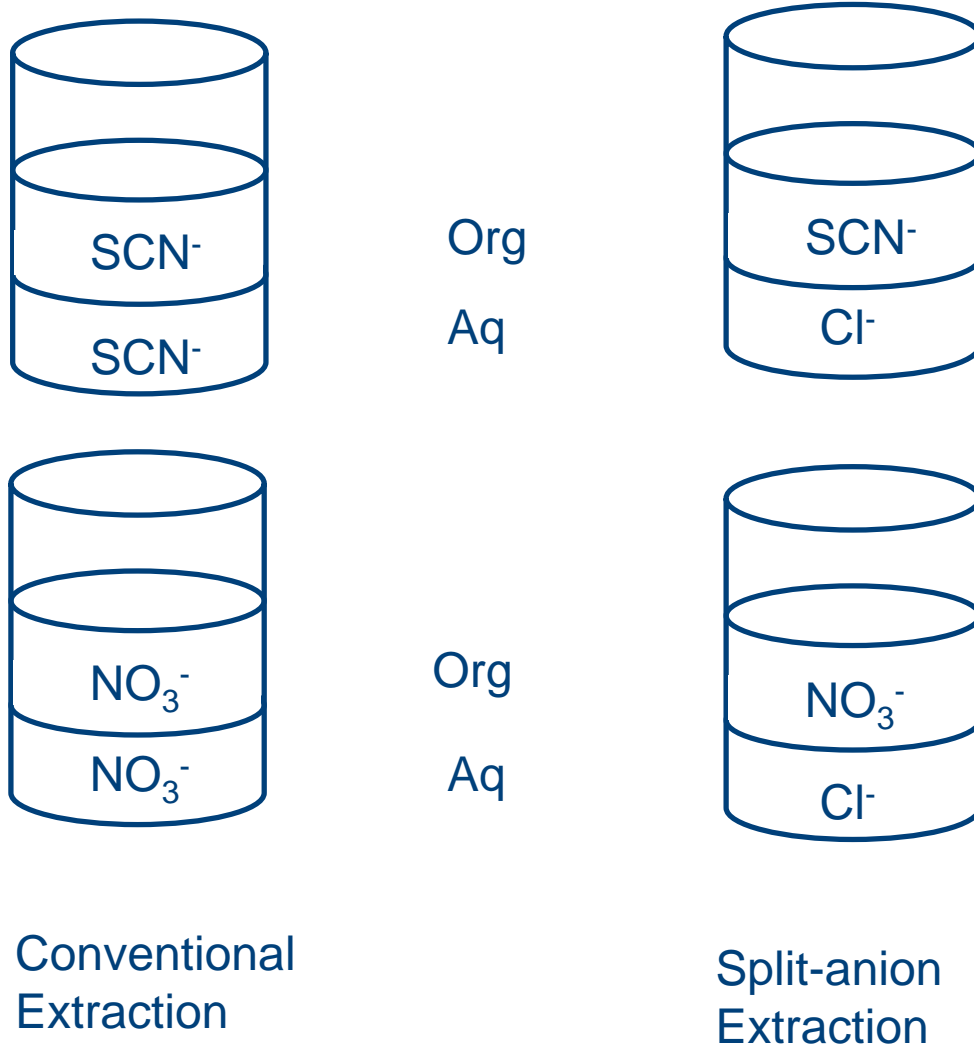 SCN⁻
Org
SCN⁻
SCN⁻
Aq
Cl⁻
NO₃⁻
Org
NO₃⁻
NO₃⁻
Aq
Cl⁻
Conventional
Extraction
Split-anion
Extraction